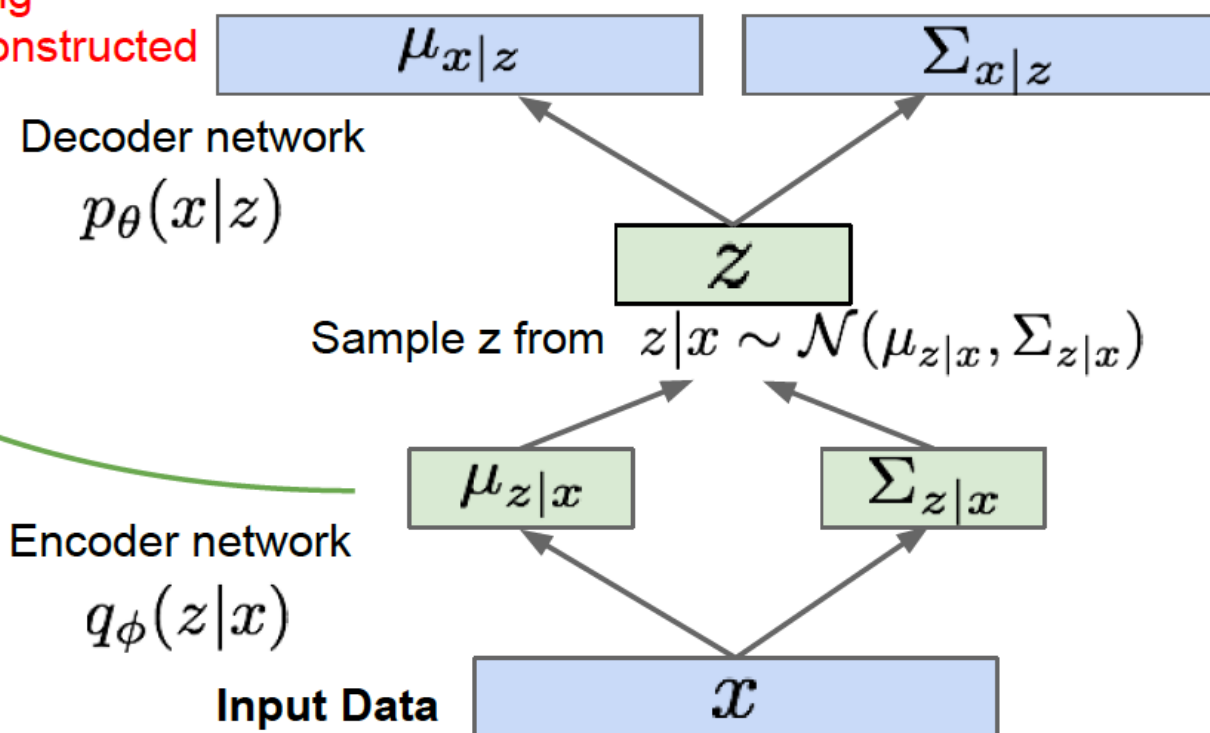 onstructed
μ_{x|z} Σ_{x|z}
Decoder network
p_θ(x|z)
z
Sample z from z|x ∼ 𝒩(μ_{z|x}, Σ_{z|x})
μ_{z|x} Σ_{z|x}
Encoder network
q_ϕ(z|x)
Input Data x